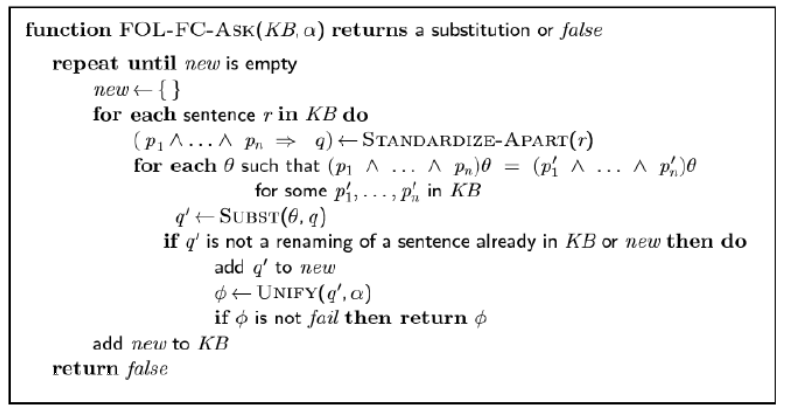 function FOL-FC-ASK(KB, α) returns a substitution or false
repeat until new is empty
new ← { }
for each sentence r in KB do
( p₁ ∧ … ∧ pₙ ⇒ q) ← STANDARDIZE-APART(r)
for each θ such that (p₁ ∧ … ∧ pₙ)θ = (p′₁ ∧ … ∧ p′ₙ)θ
for some p′₁, …, p′ₙ in KB
q′ ← SUBST(θ, q)
if q′ is not a renaming of a sentence already in KB or new then do
add q′ to new
ϕ ← UNIFY(q′, α)
if ϕ is not fail then return ϕ
add new to KB
return false